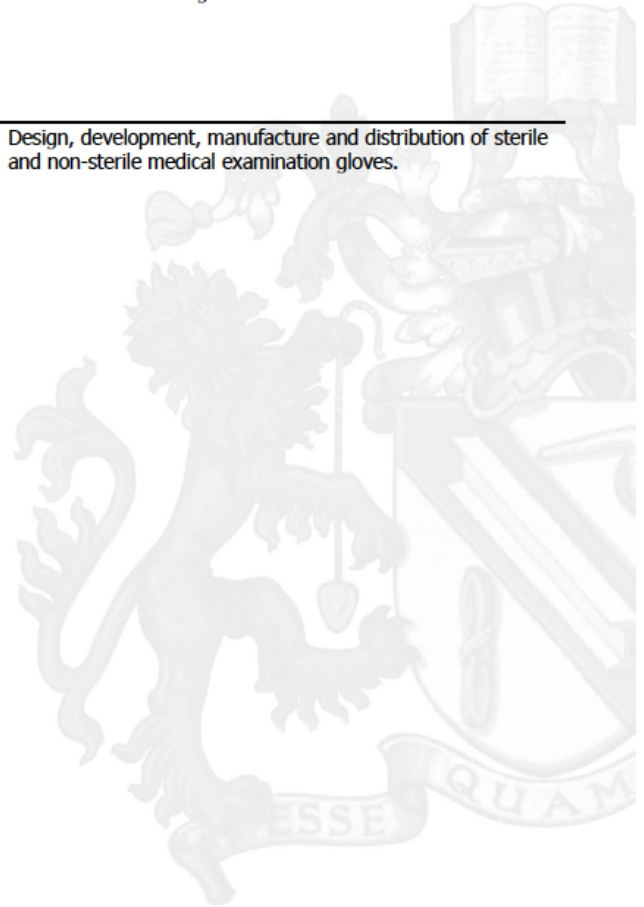 Design, development, manufacture and distribution of sterile
and non-sterile medical examination gloves.
ESSE QUAM